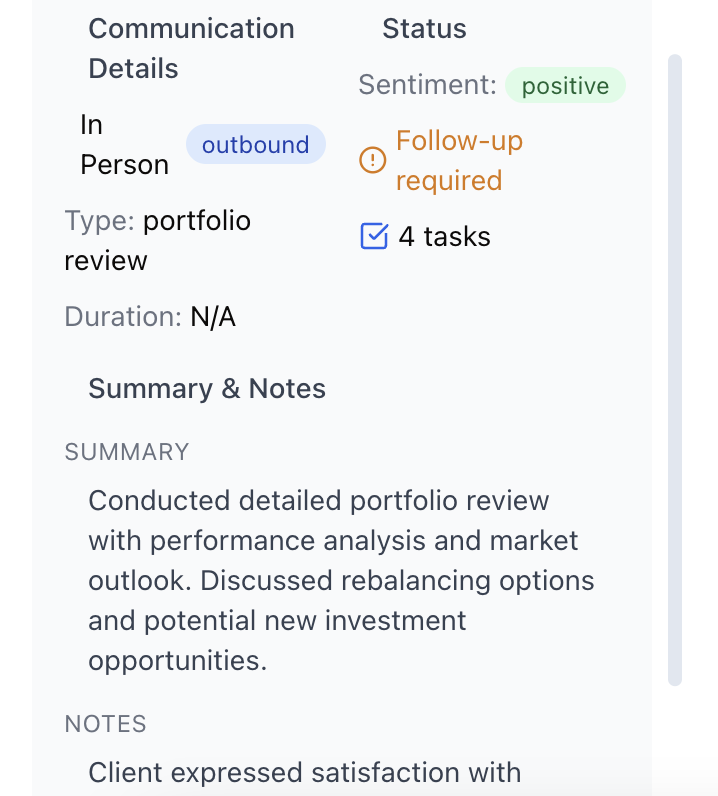 Communication
Details
In
Person
outbound
Type: portfolio
review
Duration: N/A
Status
Sentiment: positive
Follow-up
required
4 tasks
Summary & Notes
SUMMARY
Conducted detailed portfolio review
with performance analysis and market
outlook. Discussed rebalancing options
and potential new investment
opportunities.
NOTES
Client expressed satisfaction with